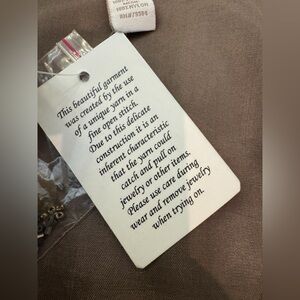 This beautiful garment
was created by the use
of a unique yarn in a
fine open stitch.
Due to this delicate
construction it is an
inherent characteristic
that the yarn could
catch and pull on
jewelry or other items.
Please use care during
wear and remove jewelry
when trying on.